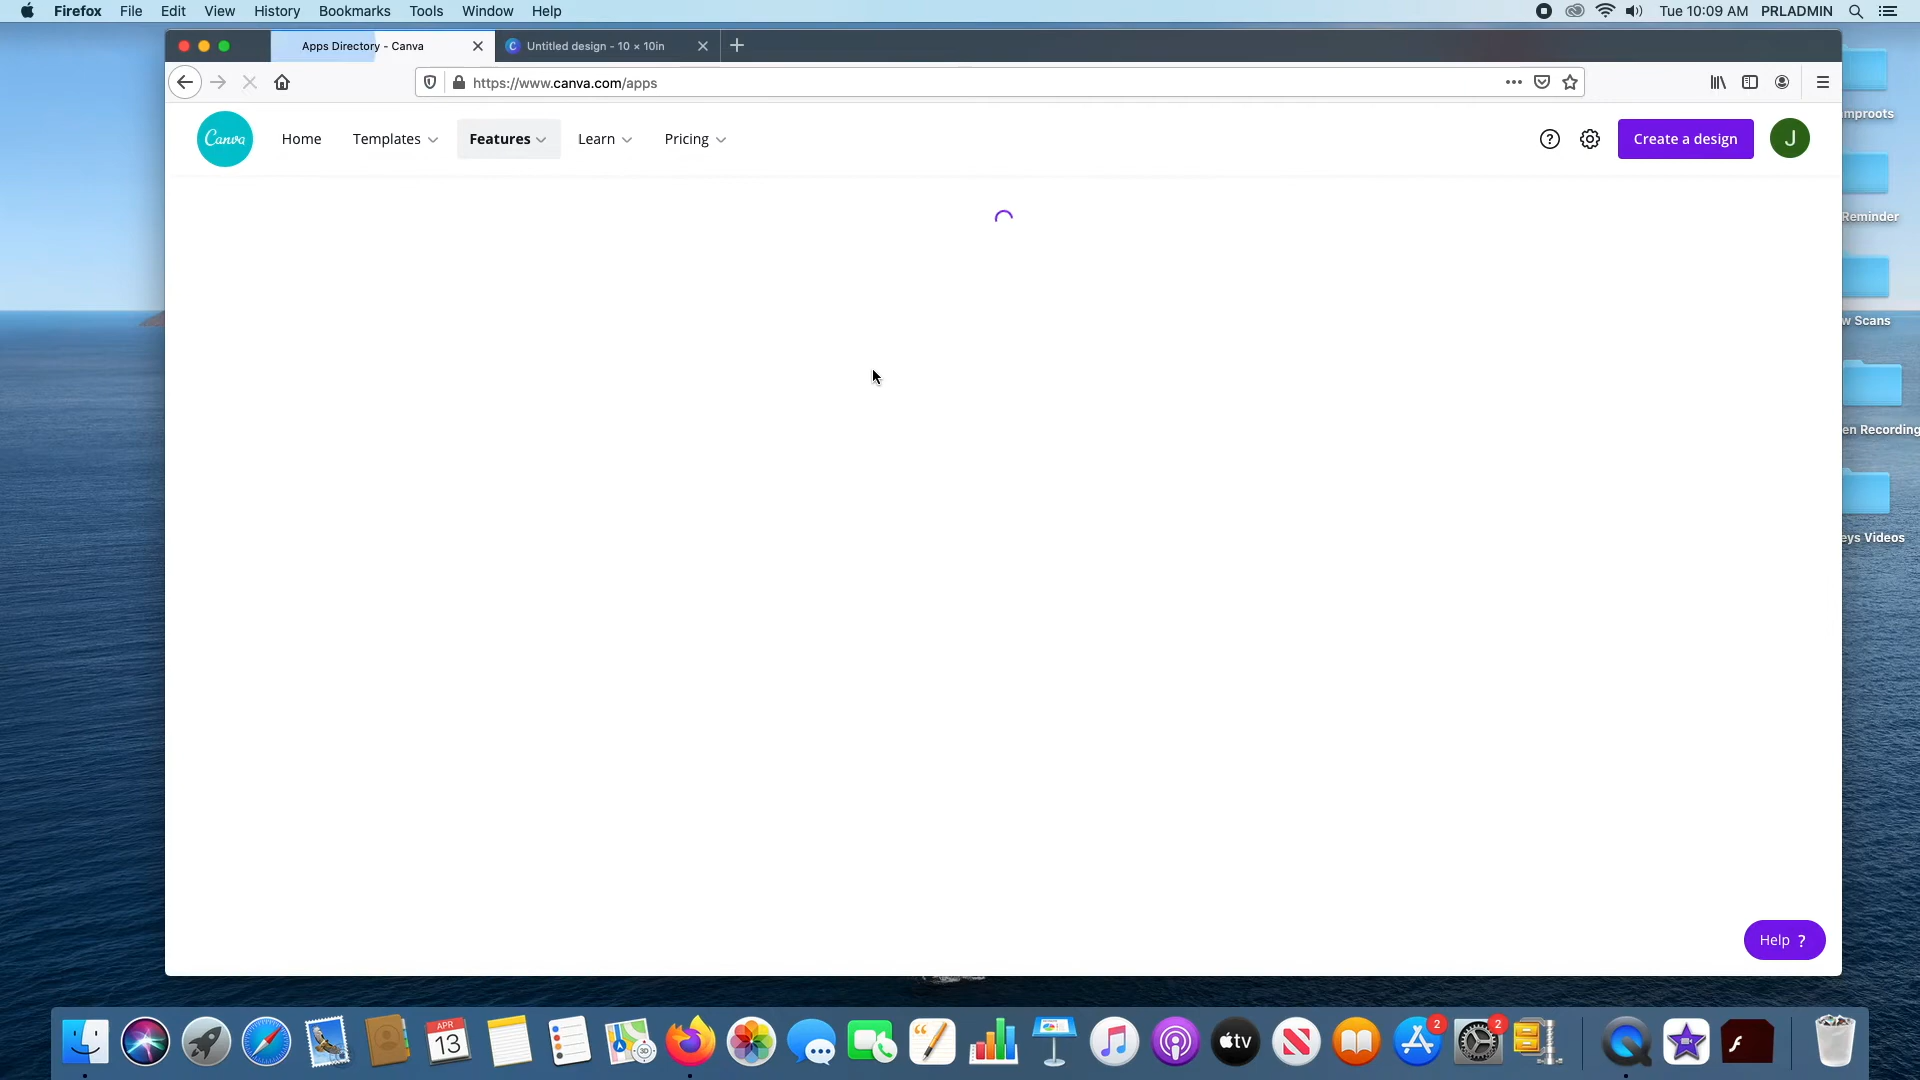 Firefox File Edit View History Bookmarks Tools Window Help Tue 10:09 AM PRLADMIN
Apps Directory - Canva Untitled design - 10 × 10in
https://www.canva.com/apps
Canva Home Templates Features Learn Pricing Create a design J
mproots
Reminder
w Scans
en Recording
eys Videos
Help ?
APR
13
3D
2
2
tv